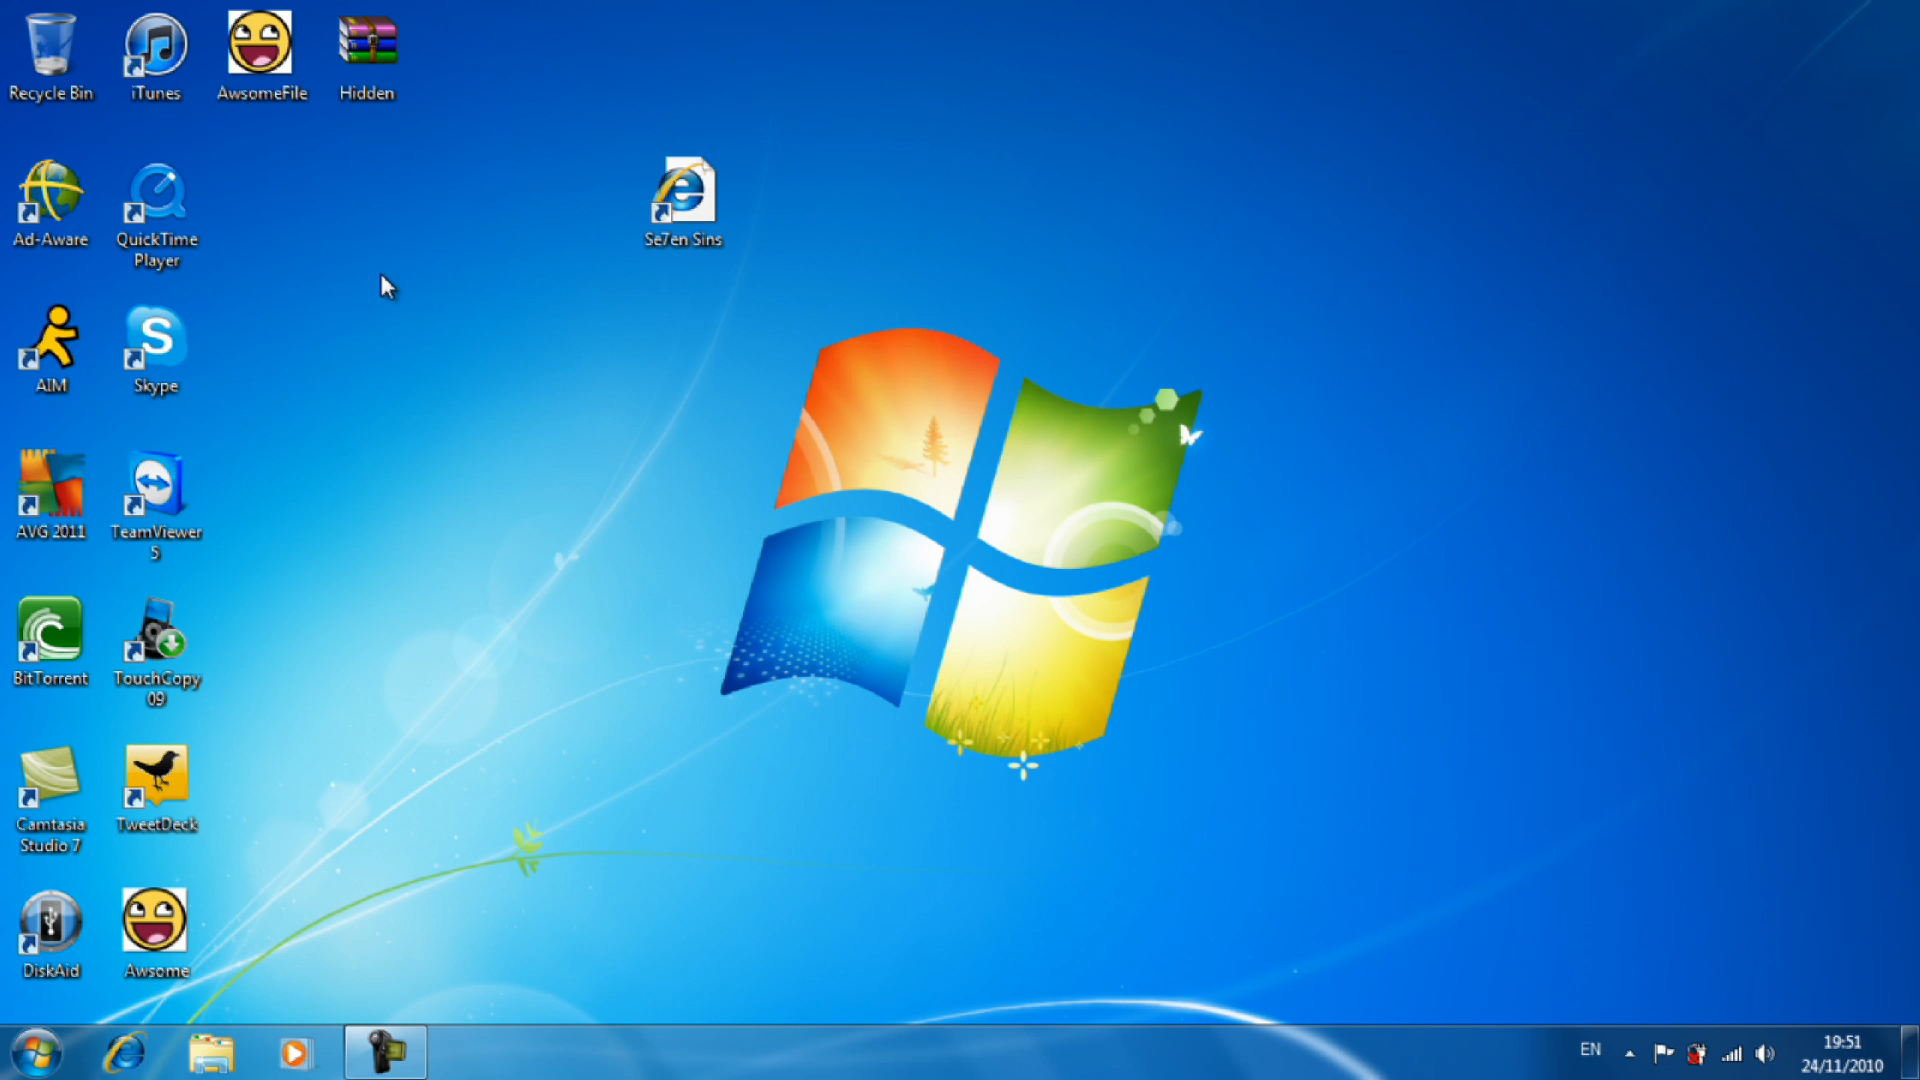 Recycle Bin
iTunes
AwsomeFile
Hidden
Se7en Sins
Ad-Aware
QuickTime
Player
AIM
Skype
AVG 2011
TeamViewer
5
BitTorrent
TouchCopy
09
Camtasia
Studio 7
TweetDeck
DiskAid
Awsome
EN
19:51
24/11/2010